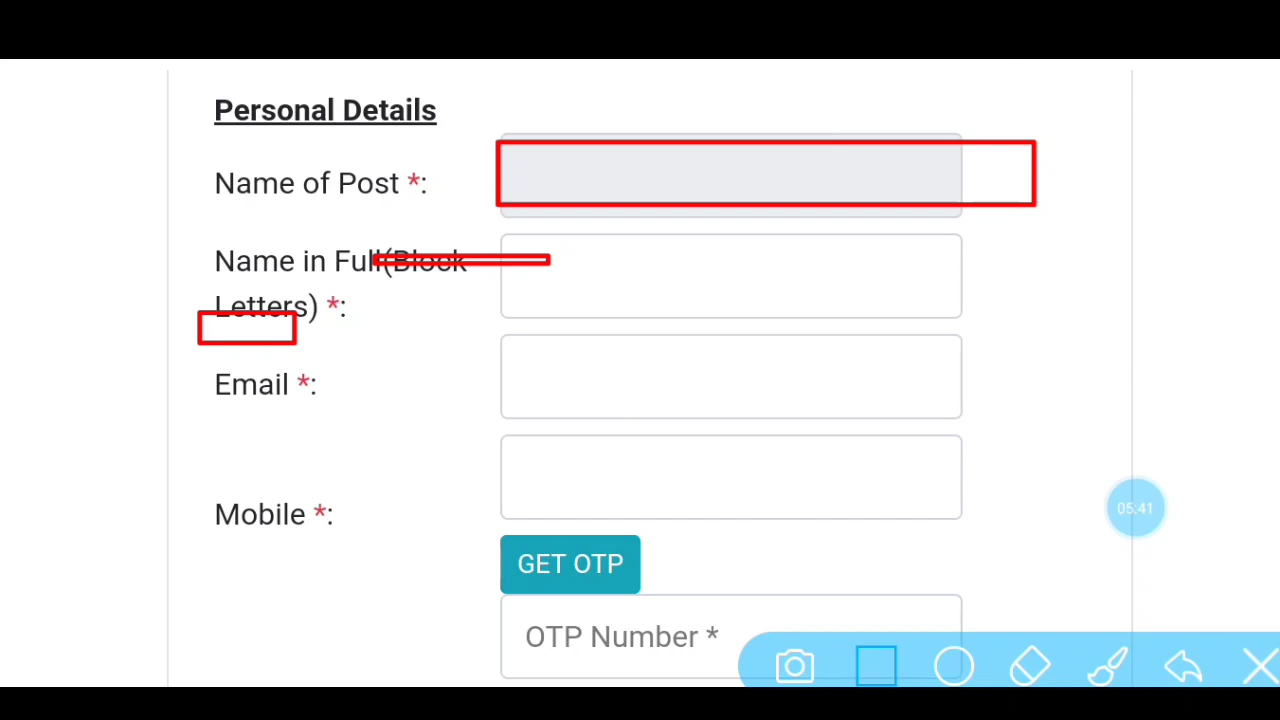 Personal Details
Name of Post *:
Name in Full(Block
Letters) *:
Email *:
Mobile *:
GET OTP
OTP Number *
05:41